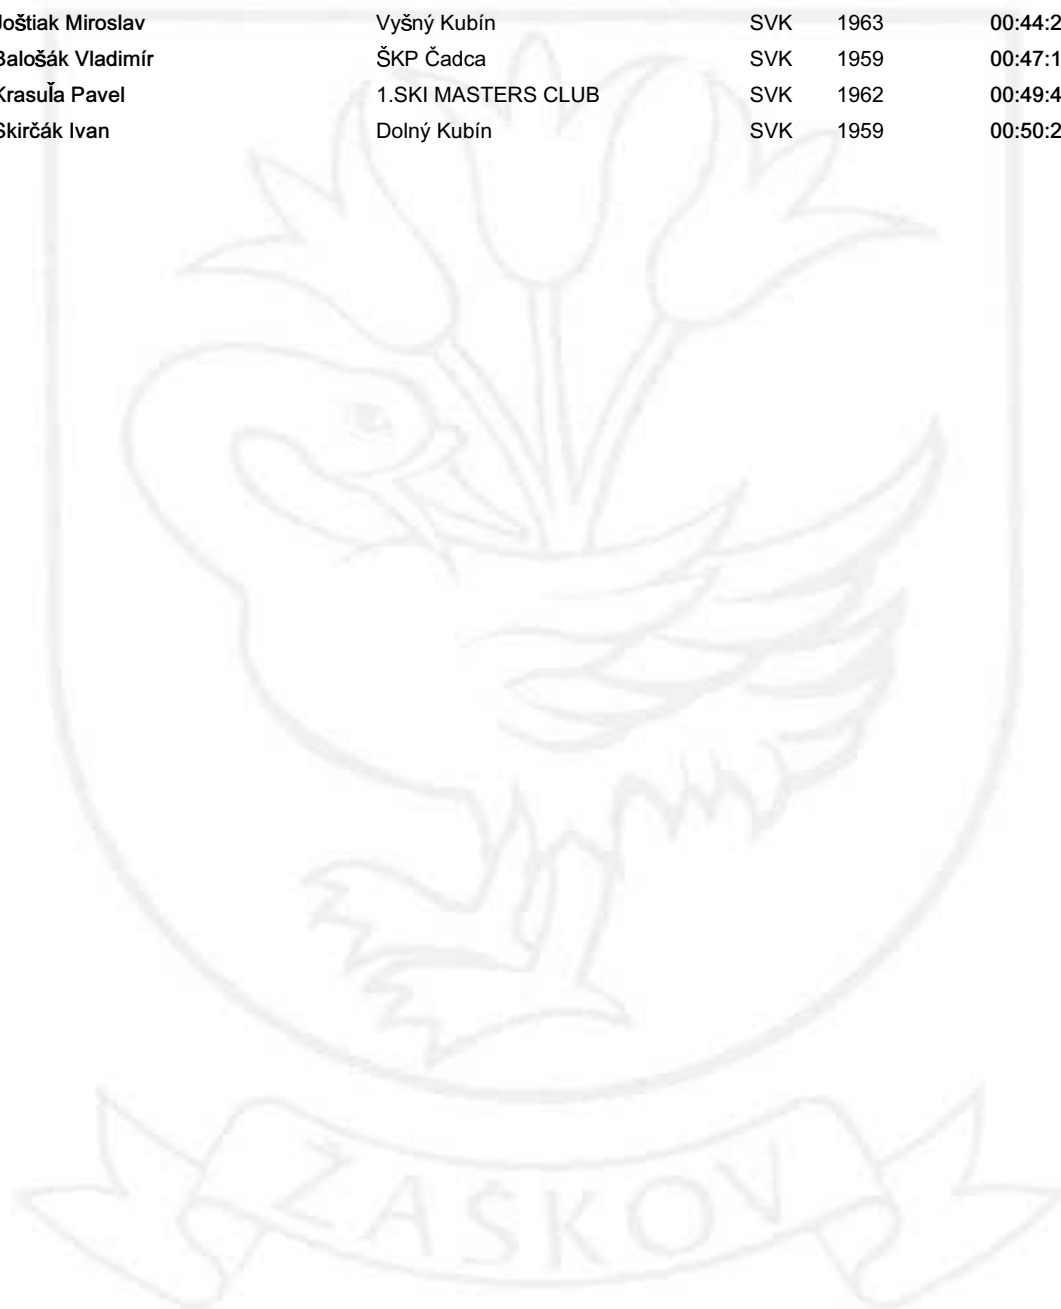 Joštiak Miroslav Vyšný Kubín SVK 1963 00:44:2
Balošák Vladimír ŠKP Čadca SVK 1959 00:47:1
Krasuľa Pavel 1.SKI MASTERS CLUB SVK 1962 00:49:4
Skirčák Ivan Dolný Kubín SVK 1959 00:50:2
ŽAŠKOV